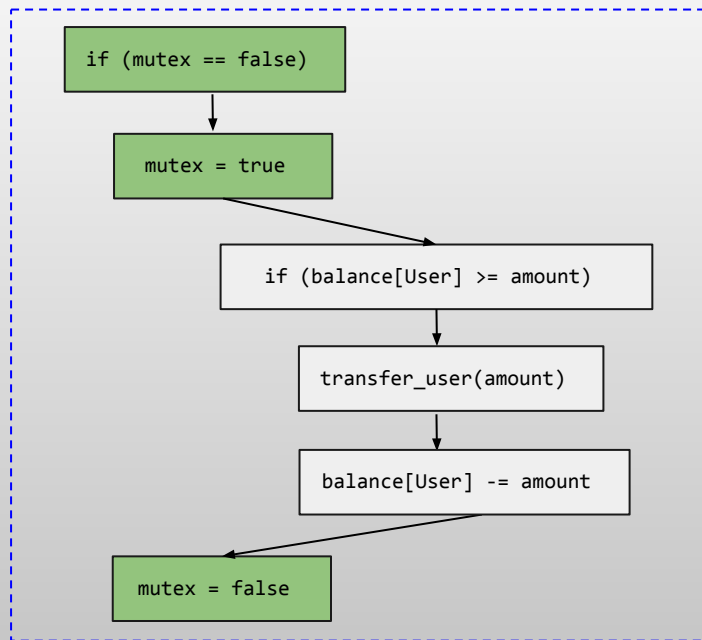 if (mutex == false)
mutex = true
if (balance[User] >= amount)
transfer_user(amount)
balance[User] -= amount
mutex = false